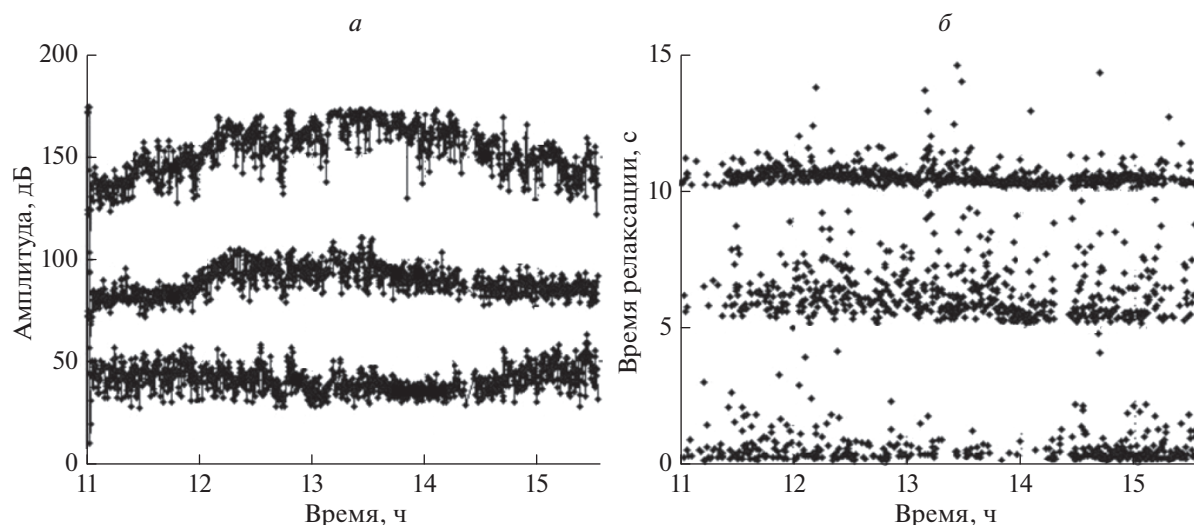 а
200
150
100
50
0
Амплитуда, дБ
11 12 13 14 15
Время, ч
б
15
10
5
0
Время релаксации, с
11 12 13 14 15
Время, ч